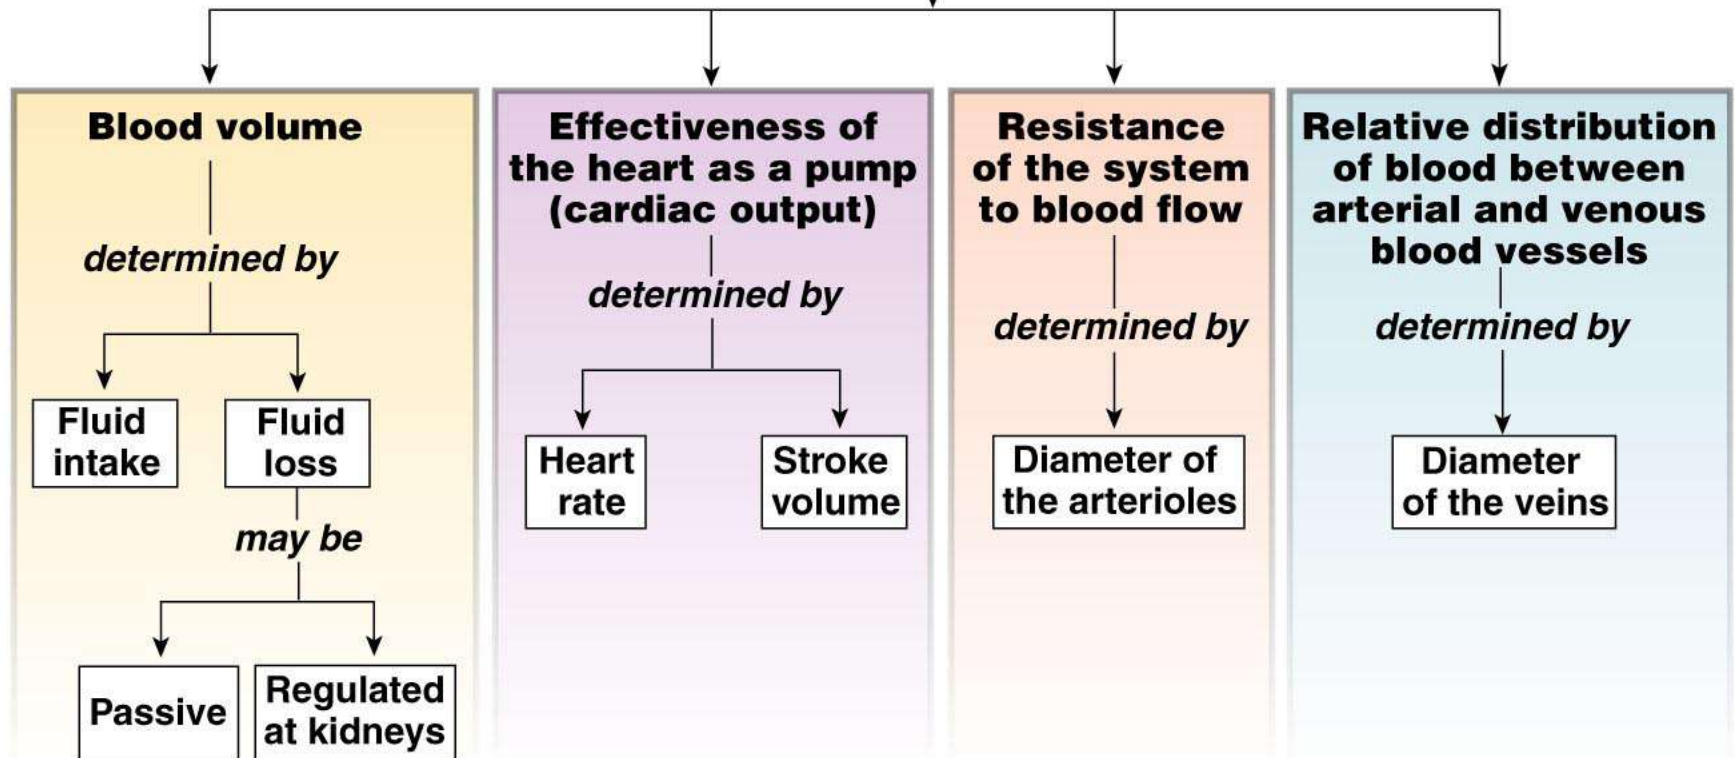 Blood volume
determined by
Fluid
intake
Fluid
loss
may be
Passive
Regulated
at kidneys
Effectiveness of
the heart as a pump
(cardiac output)
determined by
Heart
rate
Stroke
volume
Resistance
of the system
to blood flow
determined by
Diameter of
the arterioles
Relative distribution
of blood between
arterial and venous
blood vessels
determined by
Diameter
of the veins